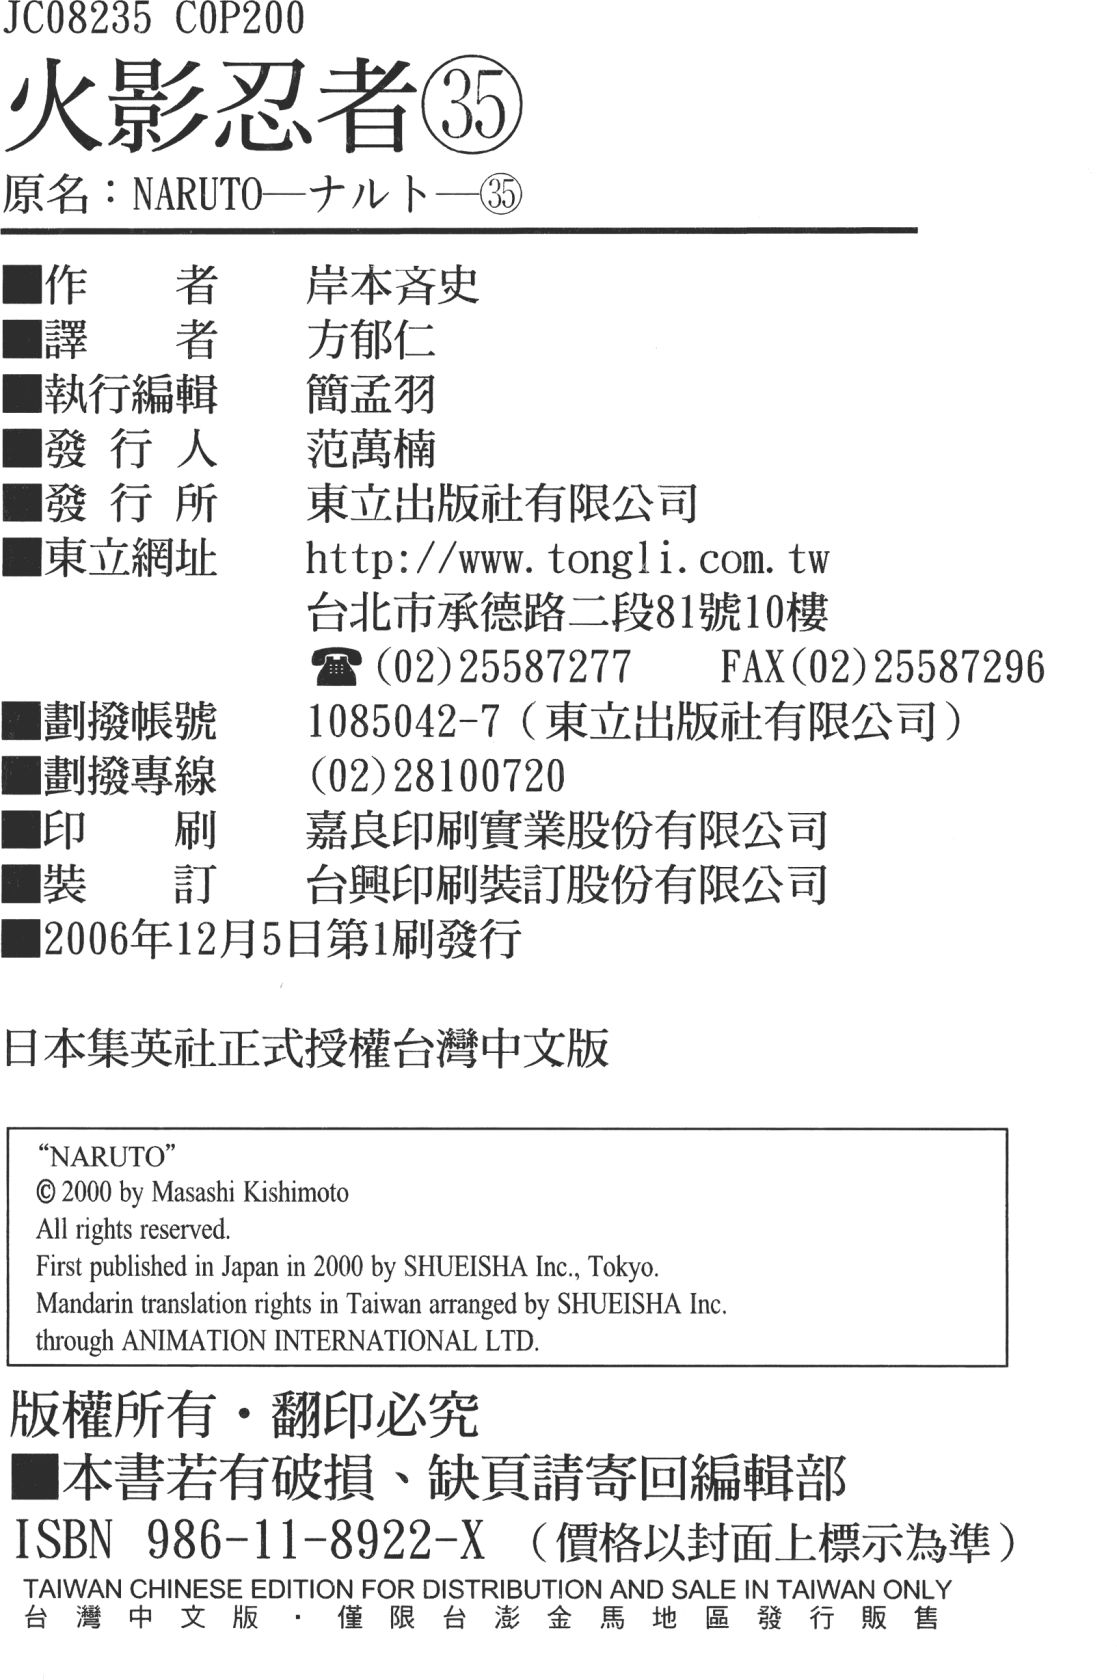 JC08235 C0P200
火影忍者㉟
原名：NARUTO—ナルト—㉟
■作　　者　　岸本斉史
■譯　　者　　方郁仁
■執行編輯　　簡孟羽
■發 行 人　　范萬楠
■發 行 所　　東立出版社有限公司
■東立網址　　http://www.tongli.com.tw
台北市承德路二段81號10樓
☎(02)25587277　FAX(02)25587296
■劃撥帳號　　1085042-7（東立出版社有限公司）
■劃撥專線　　(02)28100720
■印　　刷　　嘉良印刷實業股份有限公司
■裝　　訂　　台興印刷裝訂股份有限公司
■2006年12月5日第1刷發行
日本集英社正式授權台灣中文版
“NARUTO”
© 2000 by Masashi Kishimoto
All rights reserved.
First published in Japan in 2000 by SHUEISHA Inc., Tokyo.
Mandarin translation rights in Taiwan arranged by SHUEISHA Inc.
through ANIMATION INTERNATIONAL LTD.
版權所有・翻印必究
■本書若有破損、缺頁請寄回編輯部
ISBN 986-11-8922-X（價格以封面上標示為準）
TAIWAN CHINESE EDITION FOR DISTRIBUTION AND SALE IN TAIWAN ONLY
台灣中文版・僅限台澎金馬地區發行販售